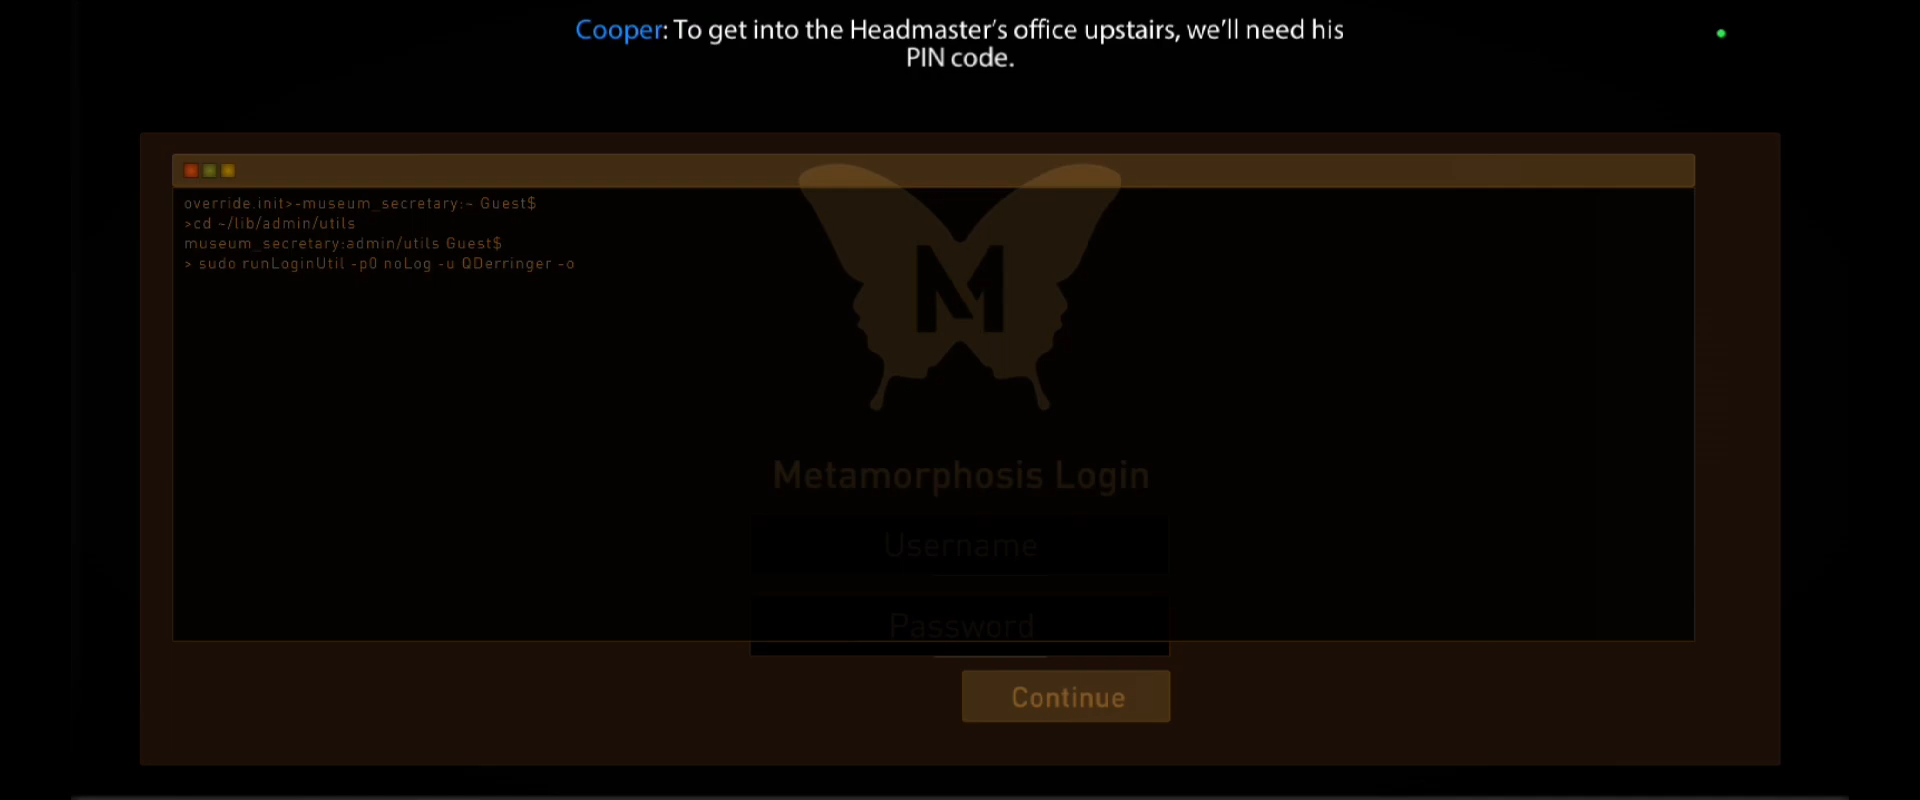 Cooper: To get into the Headmaster's office upstairs, we'll need his
PIN code.
override.init>-museum_secretary:~ Guest$
>cd ~/lib/admin/utils
museum_secretary:admin/utils Guest$
> sudo runLoginUtil -p0 noLog -u QDerringer -o
M
Metamorphosis Login
Username
Password
Continue